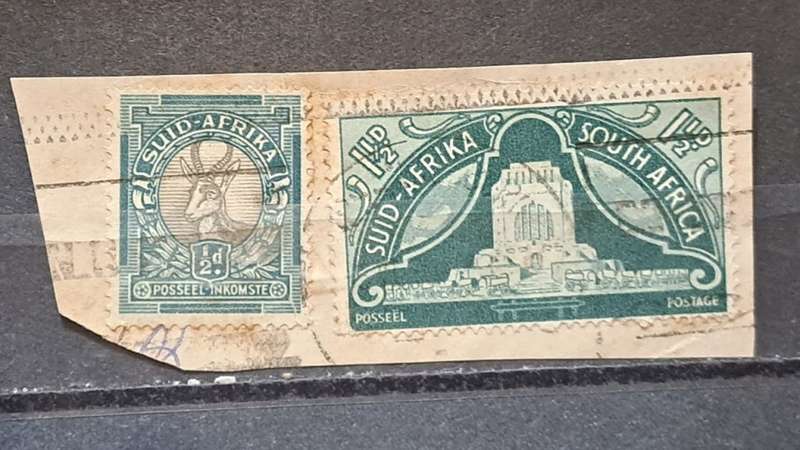 SUID-AFRIKA
½d
POSSEEL-INKOMSTE
1½D
SUID-AFRIKA
SOUTH AFRICA
1½D
POSSEEL
POSTAGE